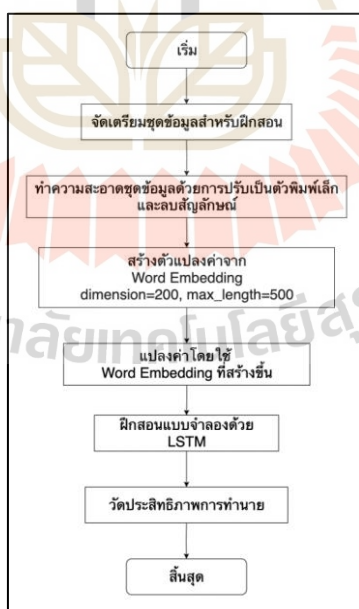 เริ่ม
จัดเตรียมชุดข้อมูลสำหรับฝึกสอน
ทำความสะอาดชุดข้อมูลด้วยการปรับเป็นตัวพิมพ์เล็ก
และลบสัญลักษณ์
สร้างตัวแปลงค่าจาก
Word Embedding
dimension=200, max_length=500
แปลงค่าโดยใช้
Word Embedding ที่สร้างขึ้น
ฝึกสอนแบบจำลองด้วย
LSTM
วัดประสิทธิภาพการทำนาย
สิ้นสุด